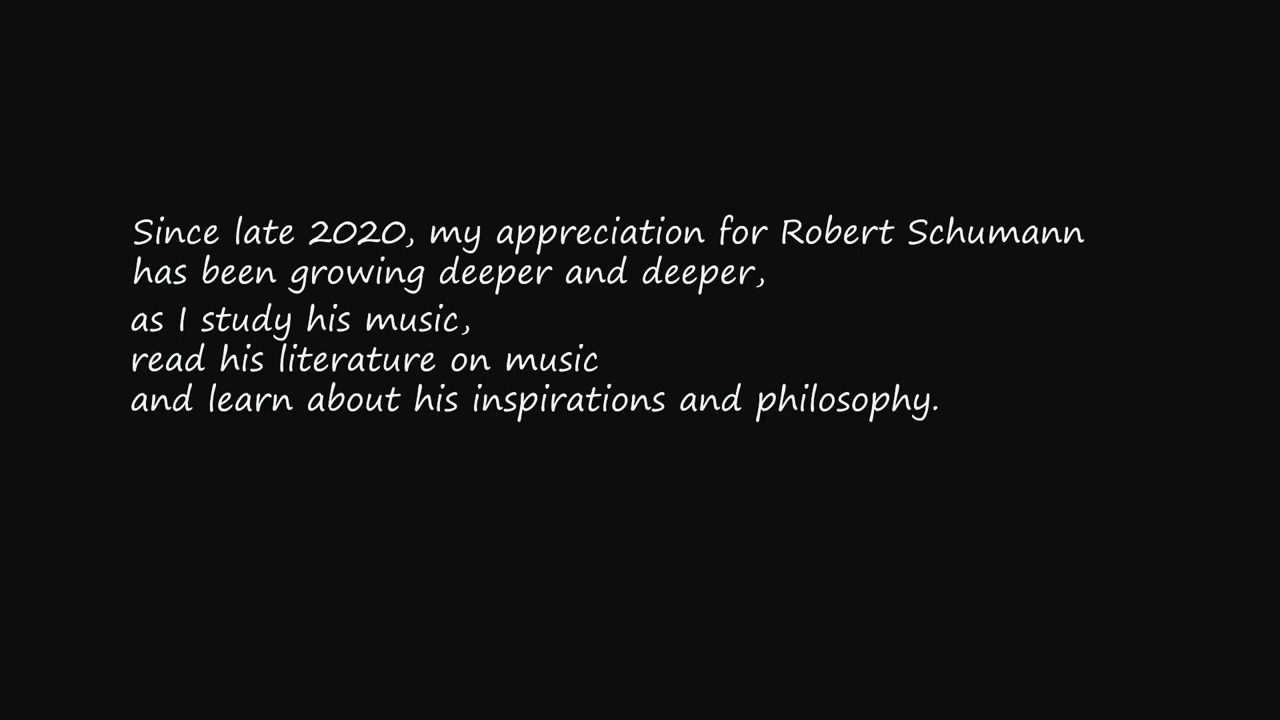 Since late 2020, my appreciation for Robert Schumann
has been growing deeper and deeper,
as I study his music,
read his literature on music
and learn about his inspirations and philosophy.